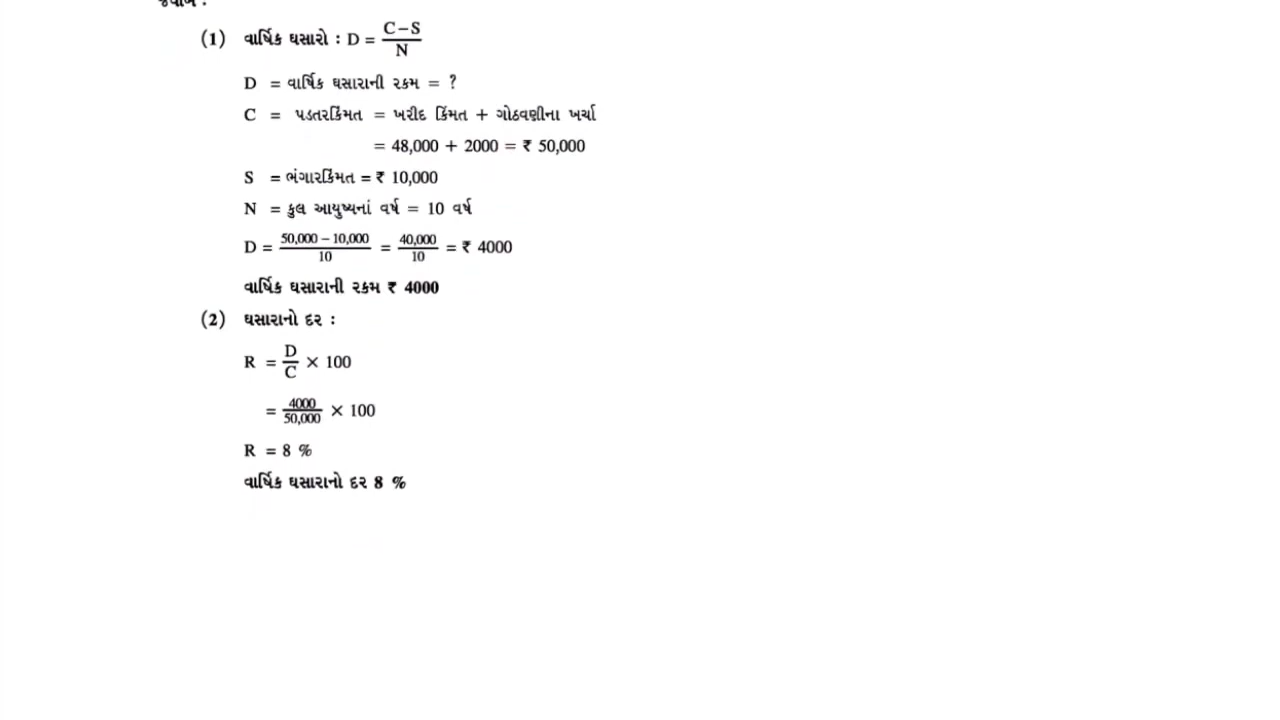 જવાબ :
(1) વાર્ષિક ઘસારો : D = C – S / N
D = વાર્ષિક ઘસારાની રકમ = ?
C = પડતરકિંમત = ખરીદ કિંમત + ગોઠવણીના ખર્ચા
= 48,000 + 2000 = ₹ 50,000
S = ભંગારકિંમત = ₹ 10,000
N = કુલ આયુષ્યનાં વર્ષ = 10 વર્ષ
D = 50,000 – 10,000 / 10 = 40,000 / 10 = ₹ 4000
વાર્ષિક ઘસારાની રકમ ₹ 4000
(2) ઘસારાનો દર :
R = D / C × 100
= 4000 / 50,000 × 100
R = 8 %
વાર્ષિક ઘસારાનો દર 8 %